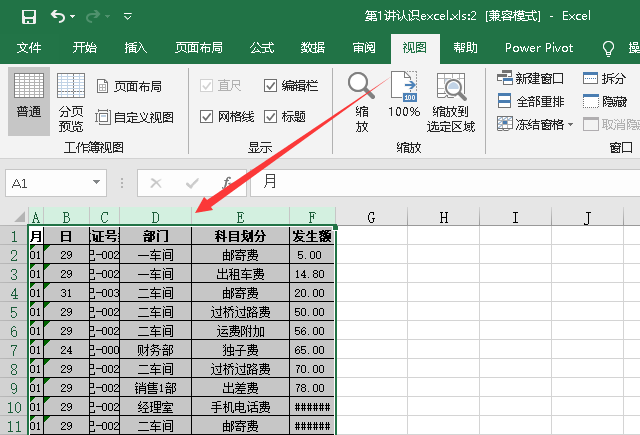 第1讲认识excel.xls:2 [兼容模式] - Excel
文件 开始 插入 页面布局 公式 数据 审阅 视图 帮助 Power Pivot
普通
分页
预览
页面布局
自定义视图
工作簿视图
直尺 编辑栏
网格线 标题
显示
缩
放
100%
100
缩放到
选定区域
缩放
新建窗口 拆分
全部重排 隐藏
冻结窗格 取消隐
窗口
A1 月
A B C D E F G H I J
1 月 日 证号 部门 科目划分 发生额
2 01 29 -002 一车间 邮寄费 5.00
3 01 29 -002 一车间 出租车费 14.80
4 01 31 -003 二车间 邮寄费 20.00
5 01 29 -002 二车间 过桥过路费 50.00
6 01 29 -002 二车间 运费附加 56.00
7 01 24 -000 财务部 独子费 65.00
8 01 29 -002 二车间 过桥过路费 70.00
9 01 29 -002 销售1部 出差费 78.00
10 01 29 -002 经理室 手机电话费 ######
11 01 29 -002 二车间 邮寄费 ######